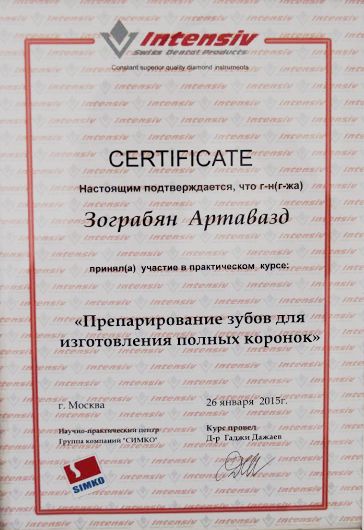 Intensiv
Swiss Dental Products
Constant superior quality diamond instruments
CERTIFICATE
Настоящим подтверждается, что г-н(г-жа)
Зограбян Артавазд
принял(а) участие в практическом курсе:
«Препарирование зубов для
изготовления полных коронок»
г. Москва
26 января 2015г.
Научно-практический центр
Группа компаний "СИМКО"
Курс провел
Д-р Гаджи Дажаев
SIMKO